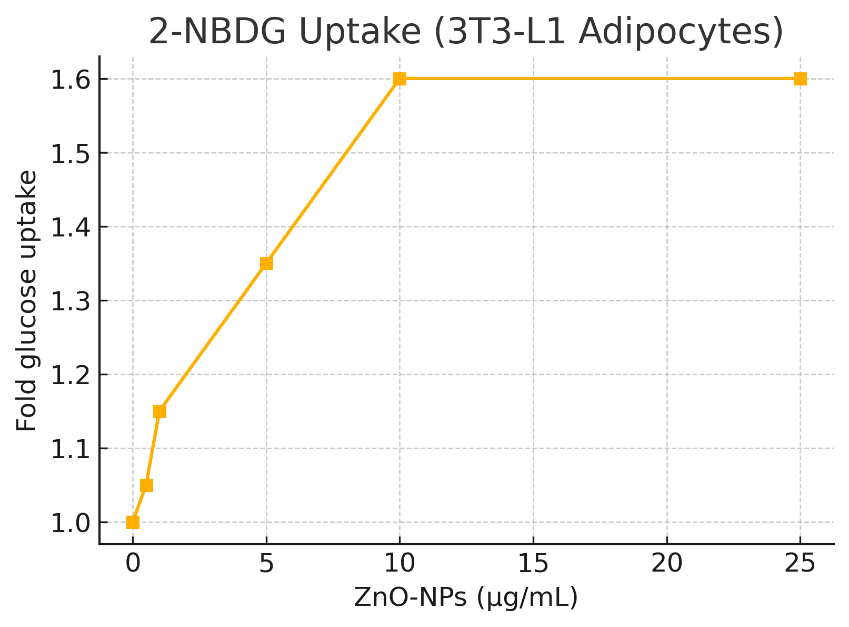 2-NBDG Uptake (3T3-L1 Adipocytes)
Fold glucose uptake
1.6
1.5
1.4
1.3
1.2
1.1
1.0
0 5 10 15 20 25
ZnO-NPs (µg/mL)